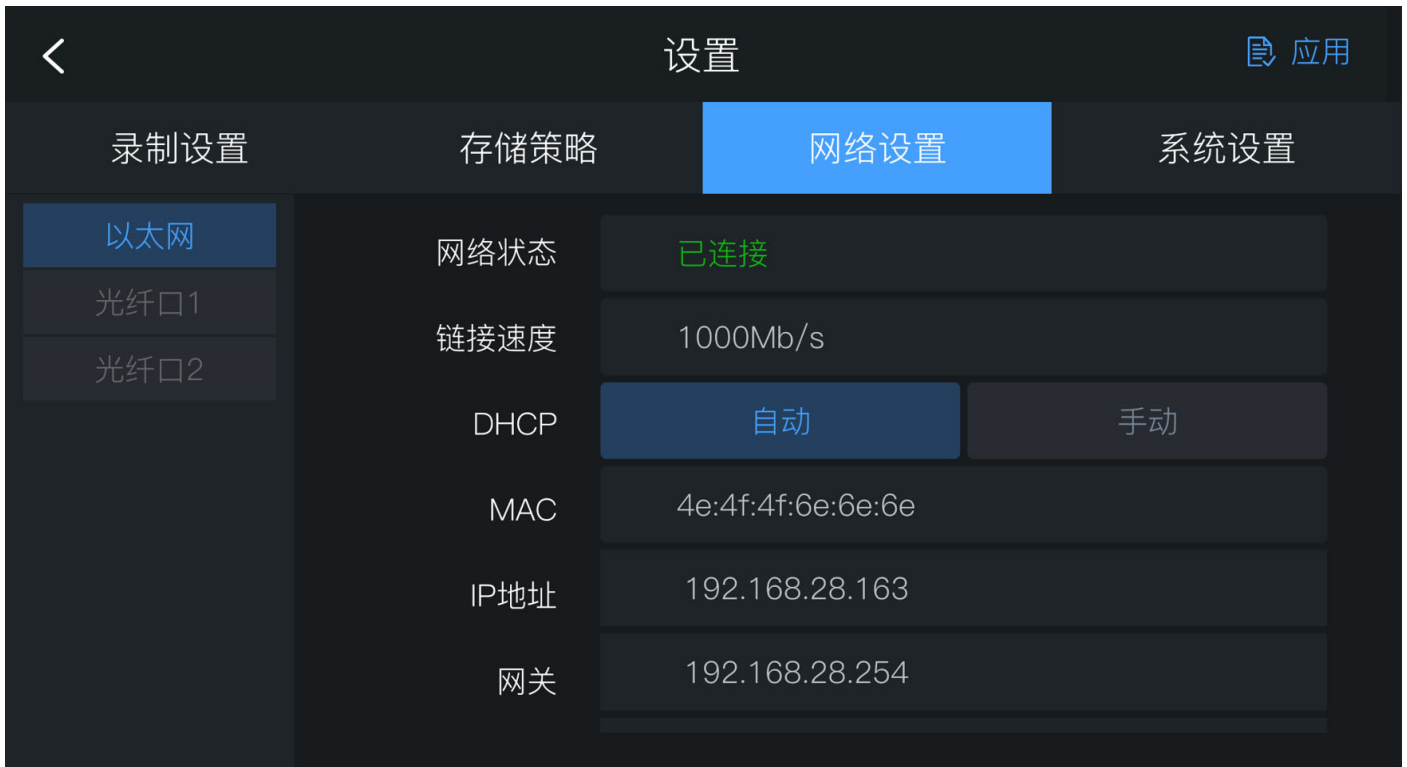 设置
应用
录制设置 存储策略 网络设置 系统设置
以太网
光纤口1
光纤口2
网络状态 已连接
链接速度 1000Mb/s
DHCP 自动 手动
MAC 4e:4f:4f:6e:6e:6e
IP地址 192.168.28.163
网关 192.168.28.254